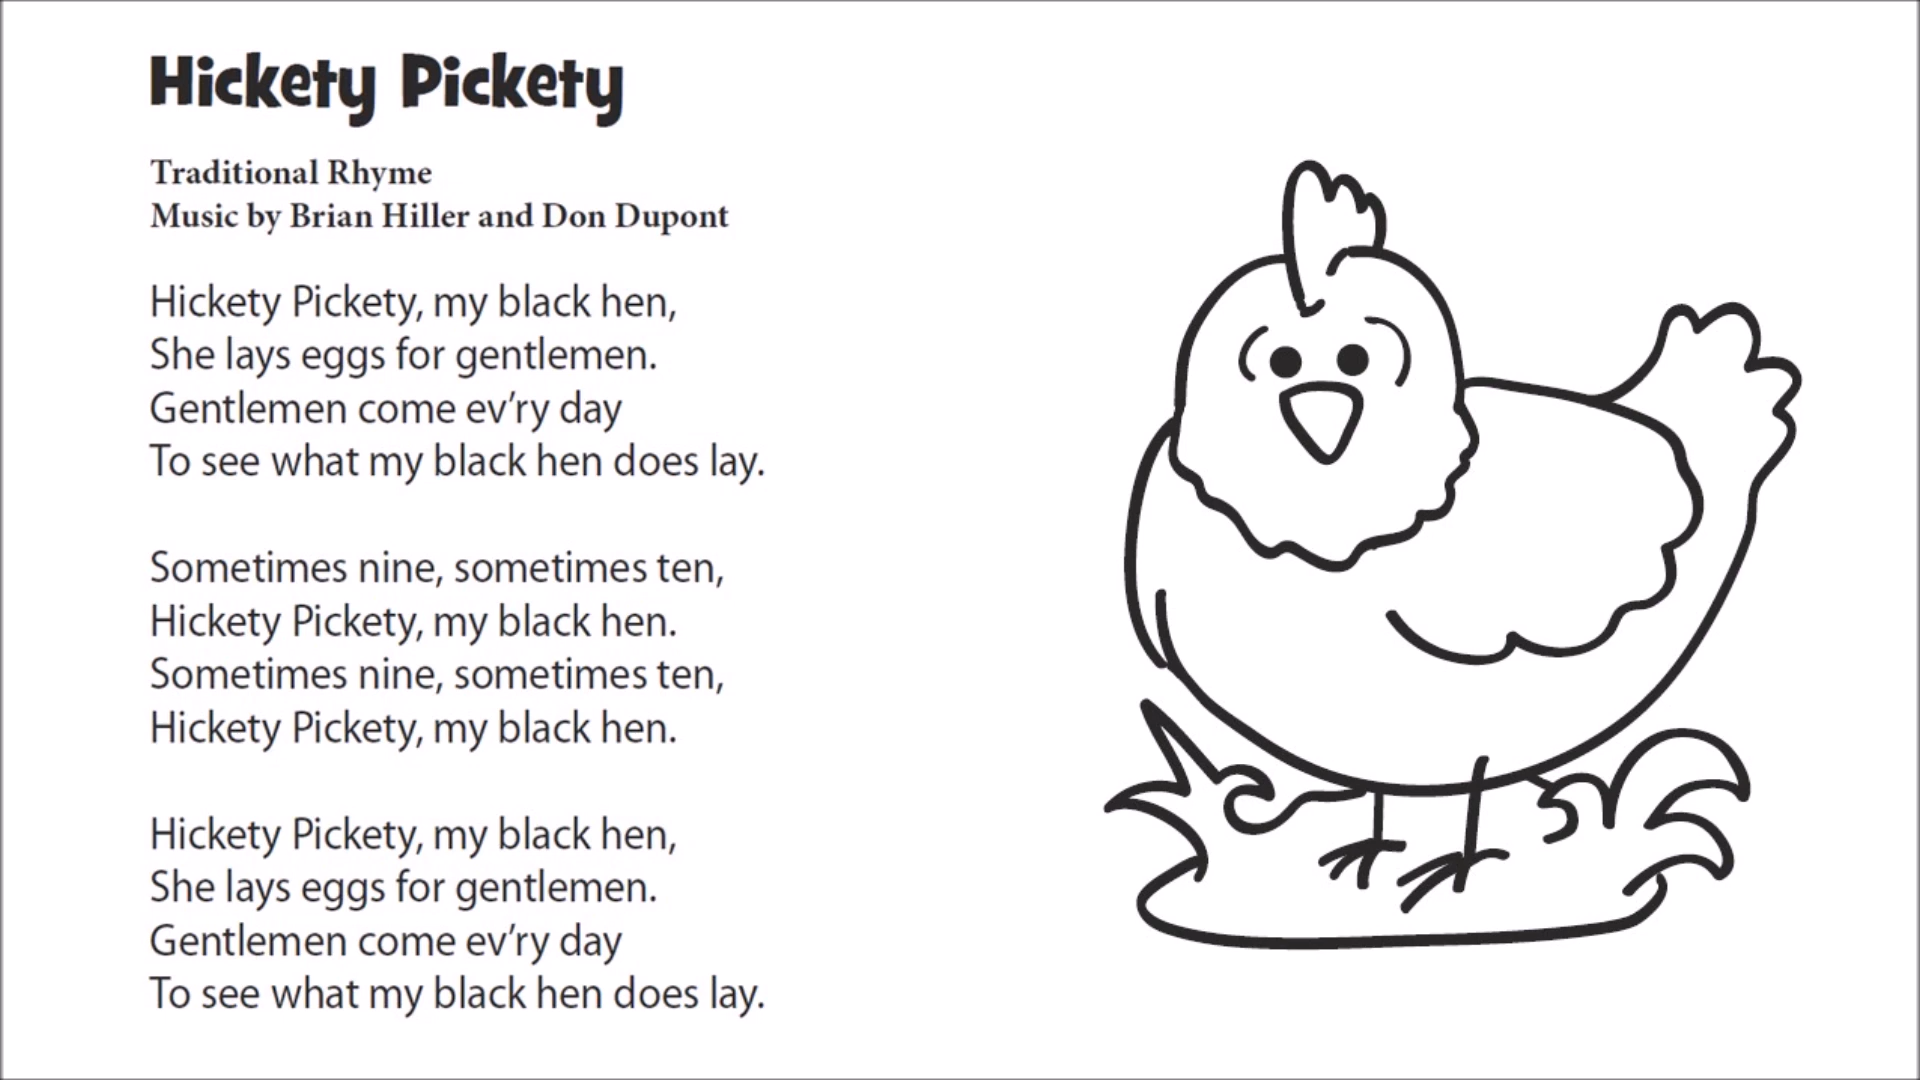 Hickety Pickety
Traditional Rhyme
Music by Brian Hiller and Don Dupont
Hickety Pickety, my black hen,
She lays eggs for gentlemen.
Gentlemen come ev’ry day
To see what my black hen does lay.
Sometimes nine, sometimes ten,
Hickety Pickety, my black hen.
Sometimes nine, sometimes ten,
Hickety Pickety, my black hen.
Hickety Pickety, my black hen,
She lays eggs for gentlemen.
Gentlemen come ev’ry day
To see what my black hen does lay.